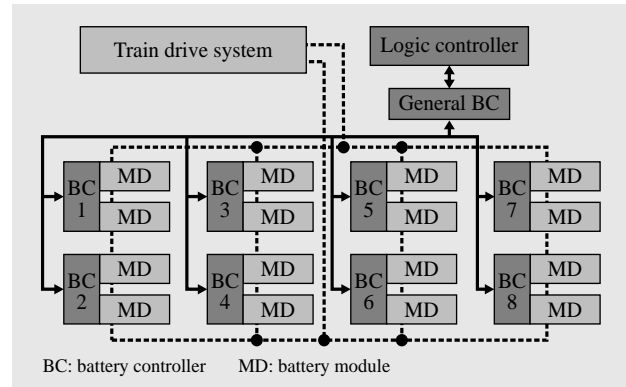 Train drive system
Logic controller
General BC
BC
1
MD
MD
BC
3
MD
MD
BC
5
MD
MD
BC
7
MD
MD
BC
2
MD
MD
BC
4
MD
MD
BC
6
MD
MD
BC
8
MD
MD
BC: battery controller MD: battery module